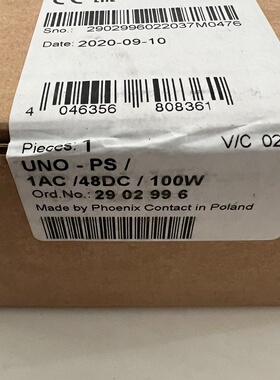 Sno.: 2902996022037M0476
Date: 2020-09-10
4 046356 808361
Pieces: 1
V/C 02
UNO - PS /
1AC /48DC / 100W
Ord.No.: 29 02 99 6
Made by Phoenix Contact in Poland